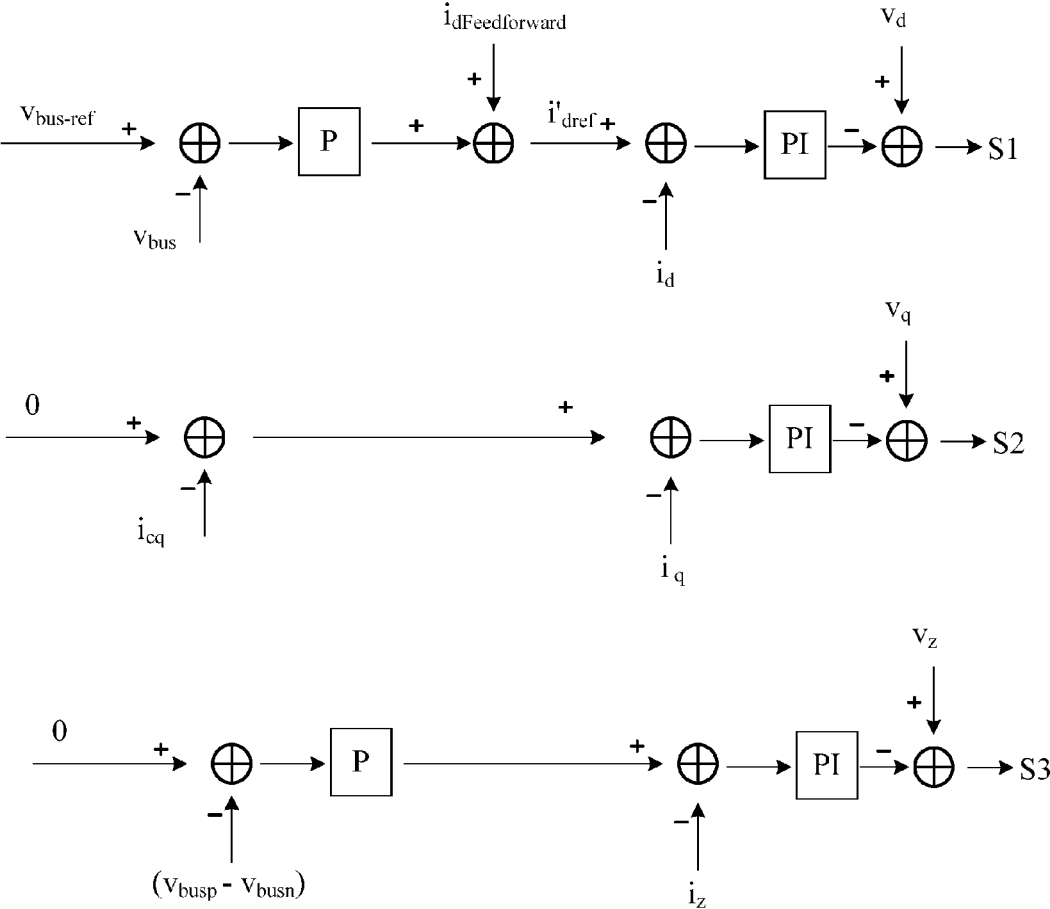 i_dFeedforward
v_d
v_bus-ref + + + + i'_dref + +
P PI - S1
- -
v_bus
i_d
v_q
0 + + +
PI - S2
- -
i_cq
i_q
v_z
0 + + +
P PI - S3
- -
(v_busp - v_busn)
i_z